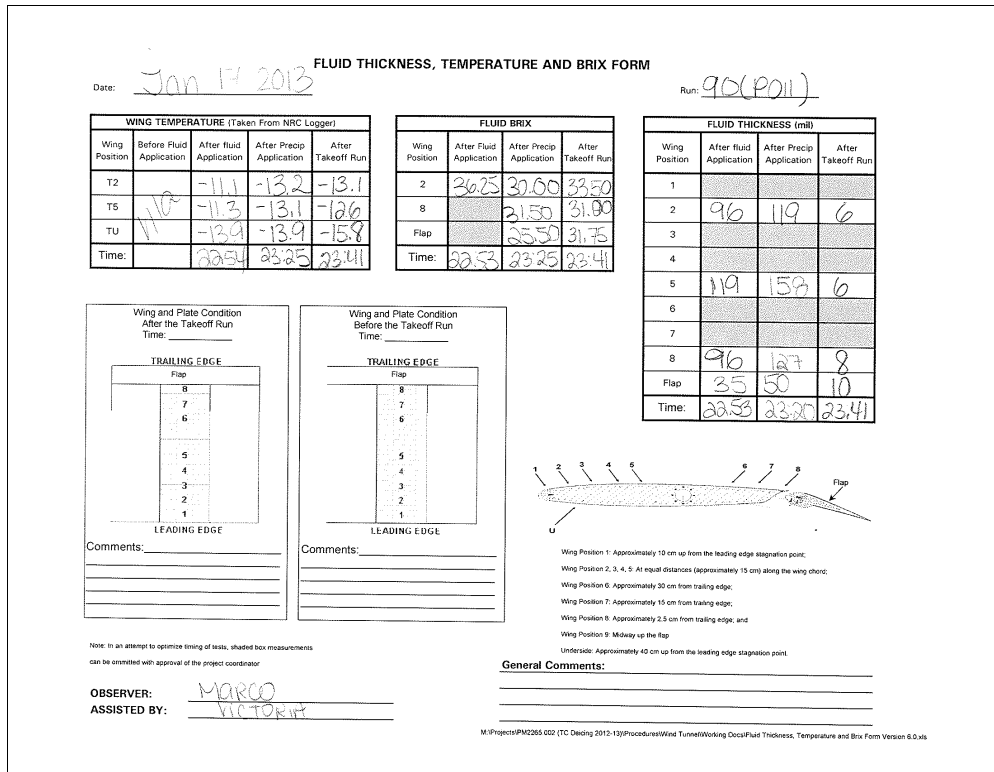 FLUID THICKNESS, TEMPERATURE AND BRIX FORM
Date: Jan 17 2013
Run: 90(P011)
WING TEMPERATURE (Taken From NRC Logger)
Wing Position Before Fluid Application After fluid Application After Precip Application After Takeoff Run
T2 n/a -11.1 -13.2 -13.1
T5 -11.3 -13.1 -12.6
TU -13.9 -13.9 -15.8
Time: 22:54 23:25 23:41
FLUID BRIX
Wing Position After Fluid Application After Precip Application After Takeoff Run
2 36.25 30.00 33.50
8 31.50 31.00
Flap 25.50 31.75
Time: 22:53 23:25 23:41
FLUID THICKNESS (mil)
Wing Position After fluid Application After Precip Application After Takeoff Run
1
2 96 119 6
3
4
5 119 158 6
6
7
8 96 127 8
Flap 35 50 10
Time: 22:53 23:20 23:41
Wing and Plate Condition
After the Takeoff Run
Time:
TRAILING EDGE
Flap
8
7
6
5
4
3
2
1
LEADING EDGE
Comments:
Wing and Plate Condition
Before the Takeoff Run
Time:
TRAILING EDGE
Flap
8
7
6
5
4
3
2
1
LEADING EDGE
Comments:
1 2 3 4 5 6 7 8
Flap
U
Wing Position 1: Approximately 10 cm up from the leading edge stagnation point;
Wing Position 2, 3, 4, 5: At equal distances (approximately 15 cm) along the wing chord;
Wing Position 6: Approximately 30 cm from trailing edge;
Wing Position 7: Approximately 15 cm from trailing edge;
Wing Position 8: Approximately 2.5 cm from trailing edge; and
Wing Position 9: Midway up the flap
Underside: Approximately 40 cm up from the leading edge stagnation point.
Note: In an attempt to optimize timing of tests, shaded box measurements
can be ommitted with approval of the project coordinator
General Comments:
OBSERVER: MARCO
ASSISTED BY: VICTORIA
M:\Projects\PM2265.002 (TC Deicing 2012-13)\Procedures\Wind Tunnel\Working Docs\Fluid Thickness, Temperature and Brix Form Version 6.0.xls